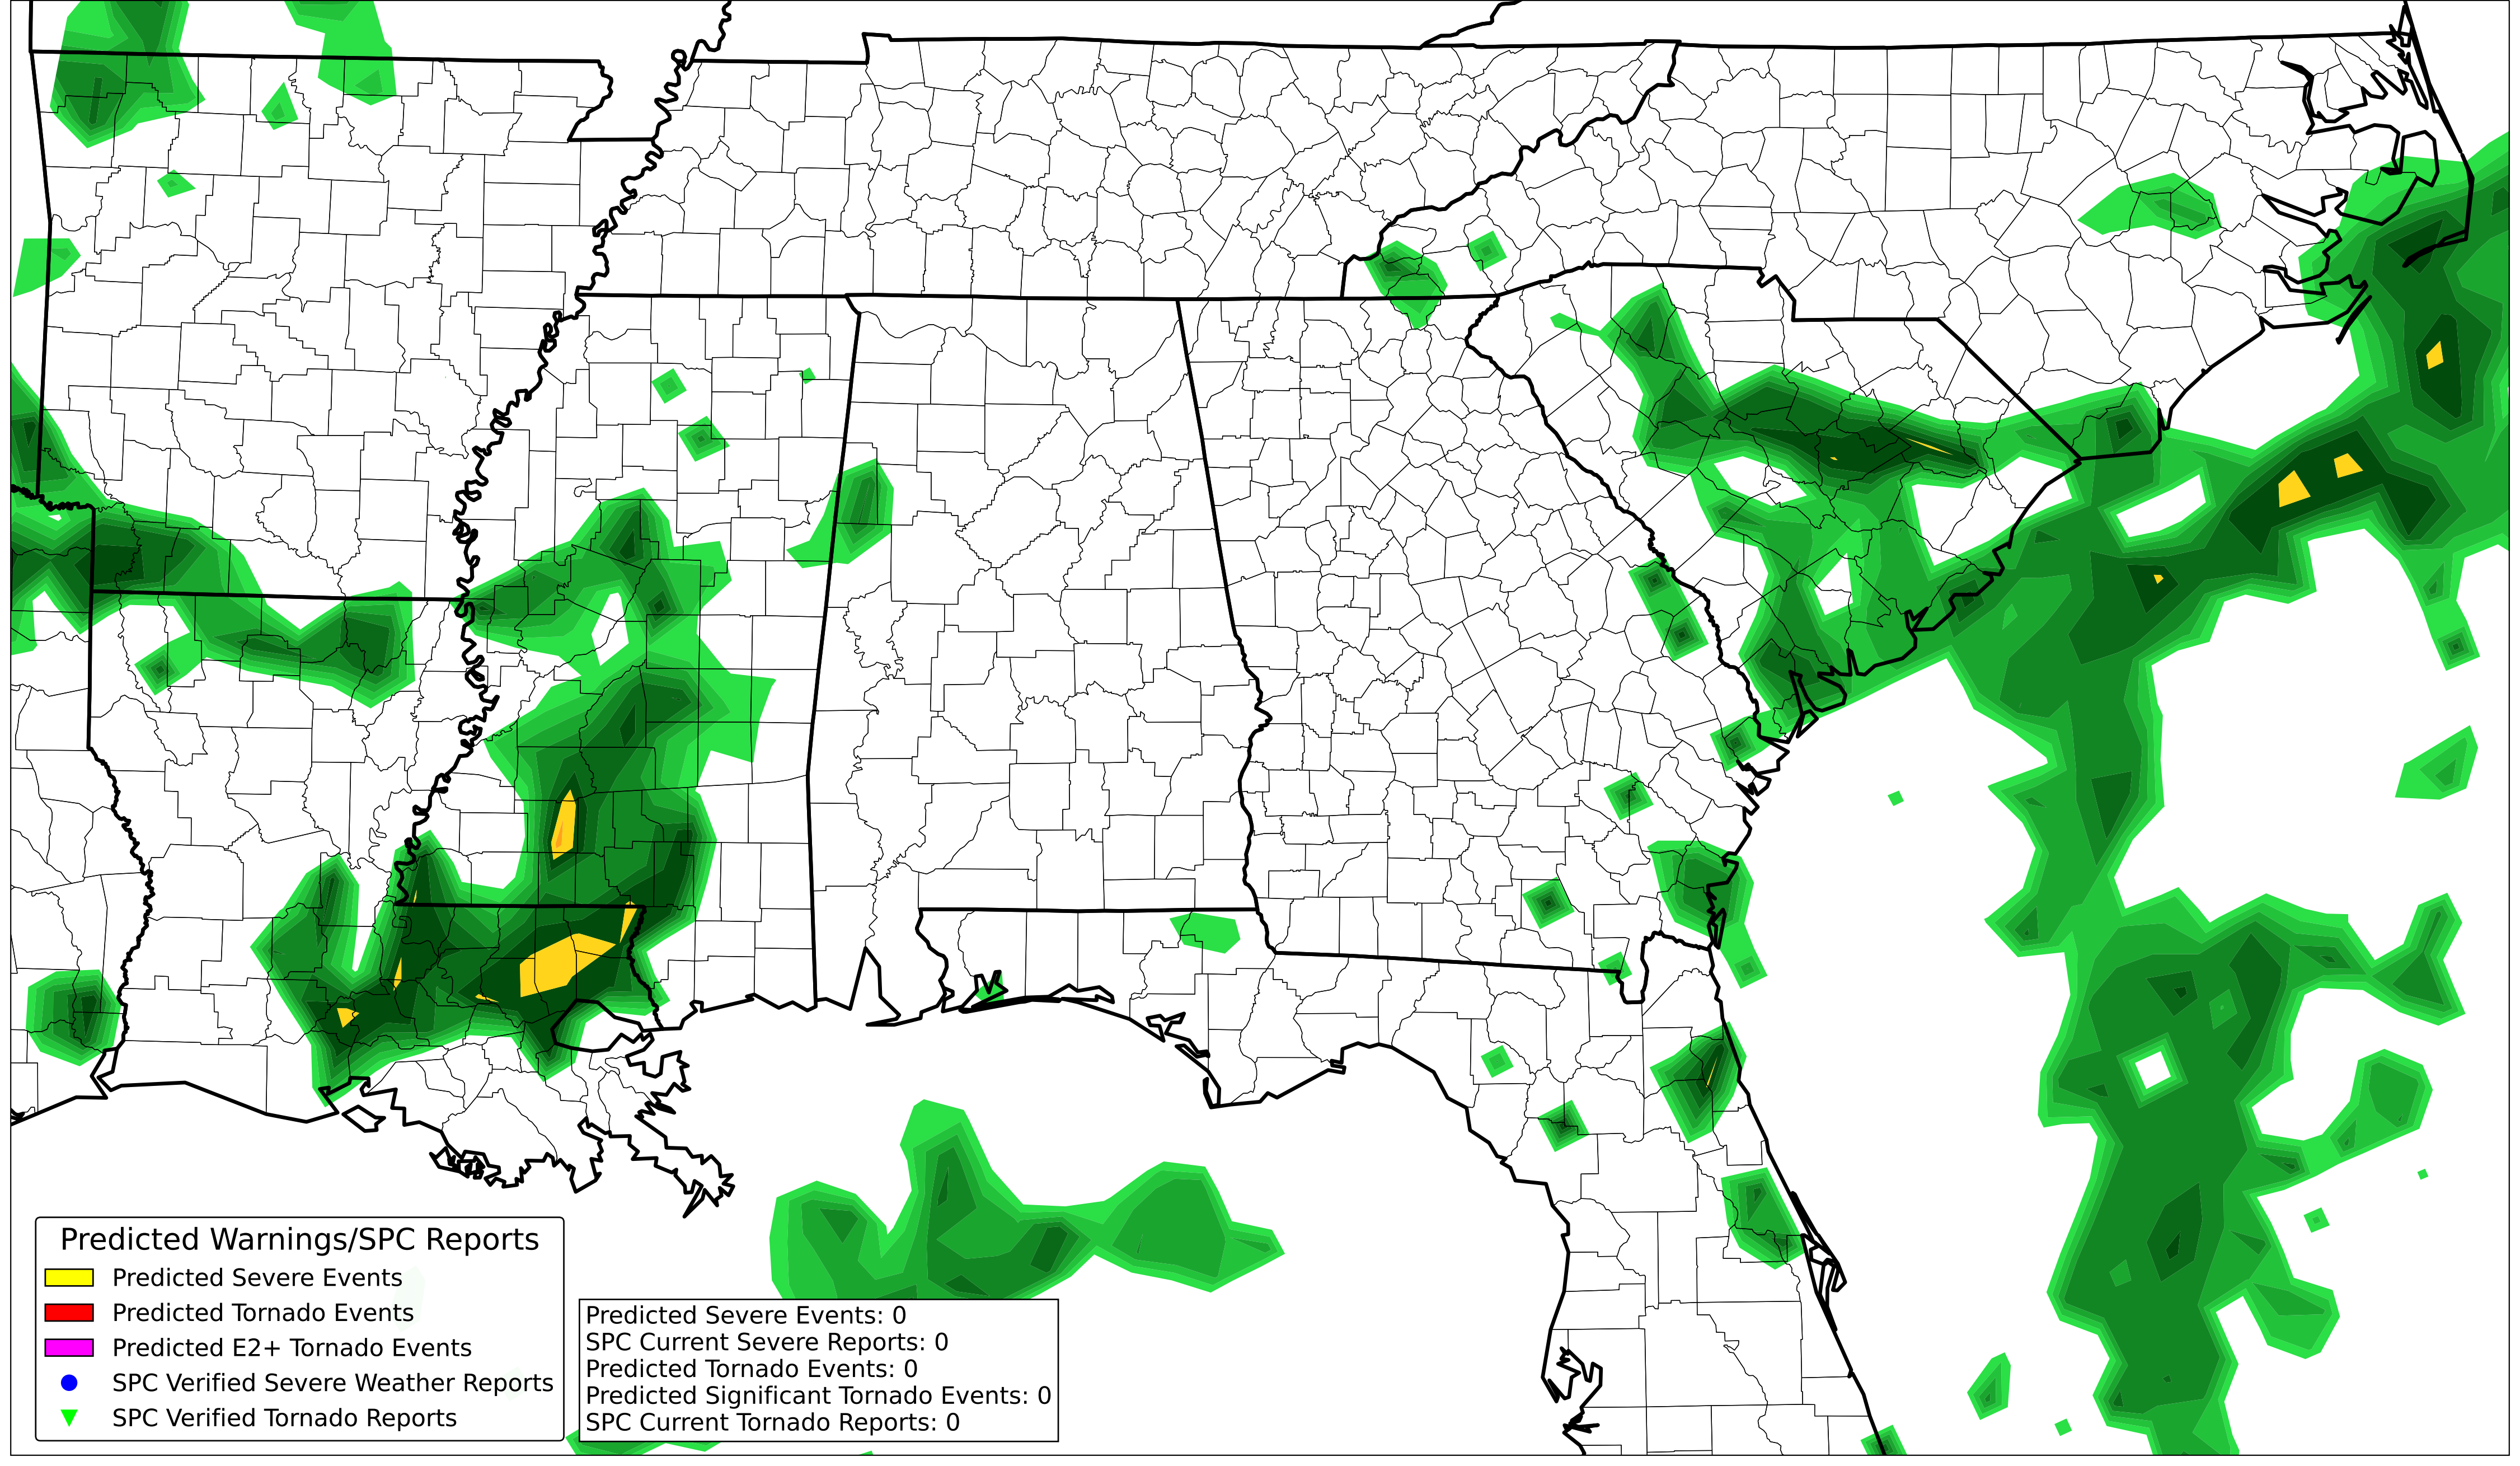 Predicted Warnings/SPC Reports
Predicted Severe Events
Predicted Tornado Events
Predicted E2+ Tornado Events
SPC Verified Severe Weather Reports
SPC Verified Tornado Reports
Predicted Severe Events: 0
SPC Current Severe Reports: 0
Predicted Tornado Events: 0
Predicted Significant Tornado Events: 0
SPC Current Tornado Reports: 0